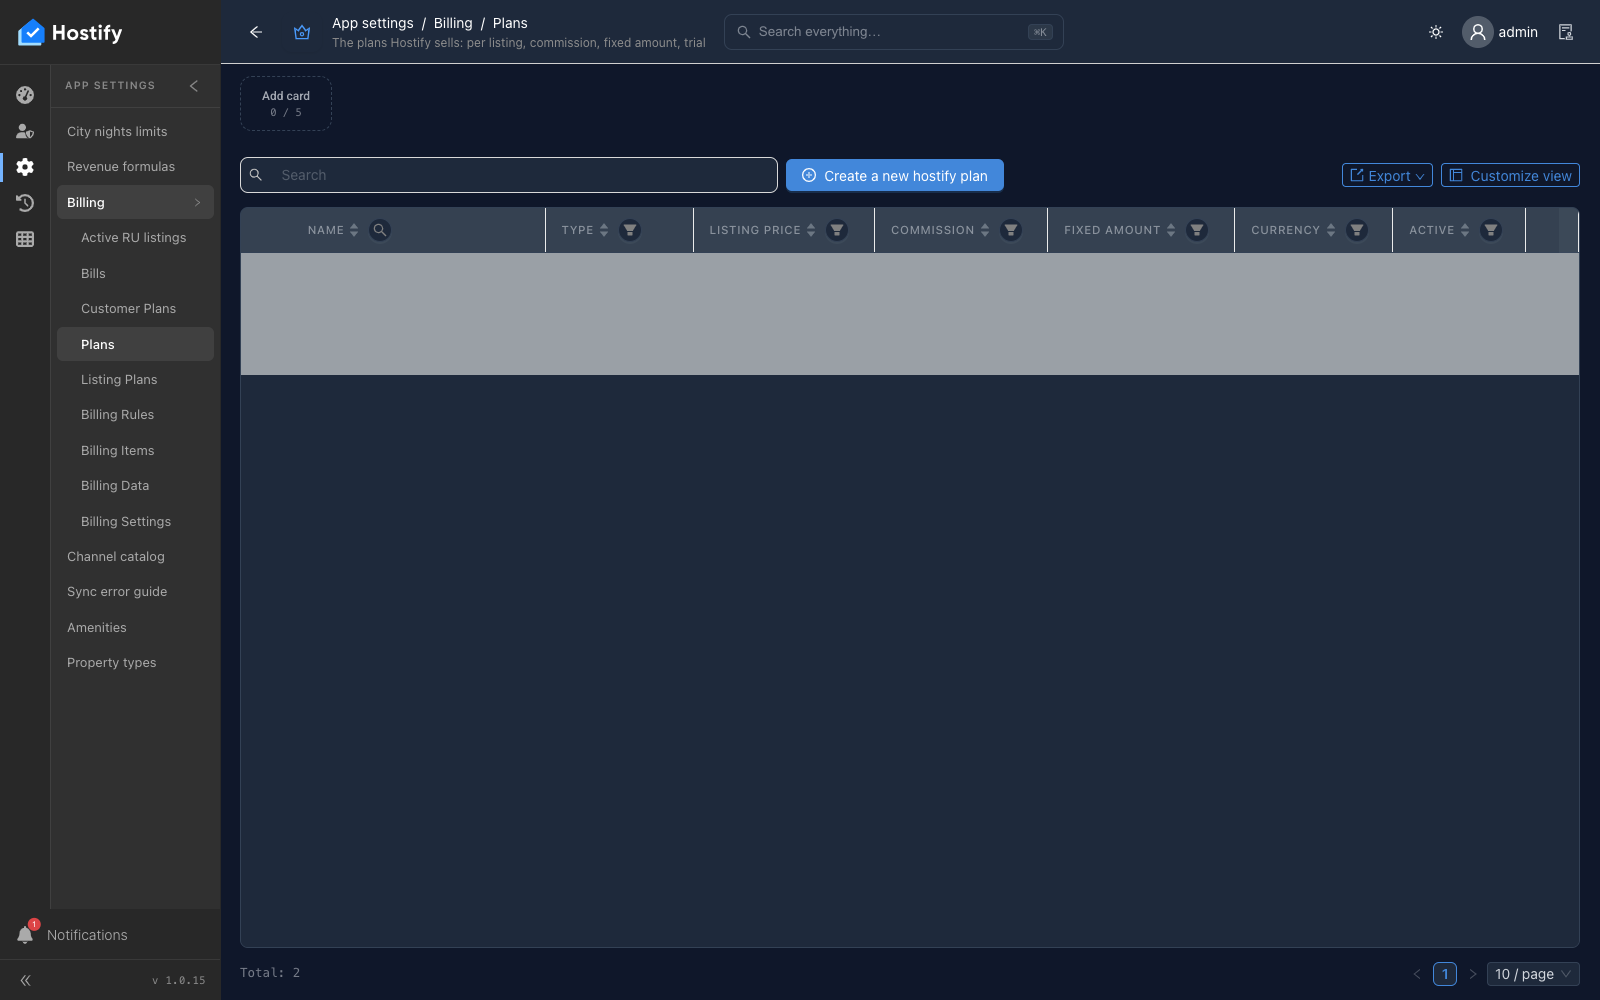 Hostify
App settings / Billing / Plans
The plans Hostify sells: per listing, commission, fixed amount, trial
Search everything...
⌘K
admin
APP SETTINGS
City nights limits
Revenue formulas
Billing
Active RU listings
Bills
Customer Plans
Plans
Listing Plans
Billing Rules
Billing Items
Billing Data
Billing Settings
Channel catalog
Sync error guide
Amenities
Property types
1
Notifications
v 1.0.15
Add card
0 / 5
Search
Create a new hostify plan
Export
Customize view
NAME
TYPE
LISTING PRICE
COMMISSION
FIXED AMOUNT
CURRENCY
ACTIVE
Total: 2
1
10 / page